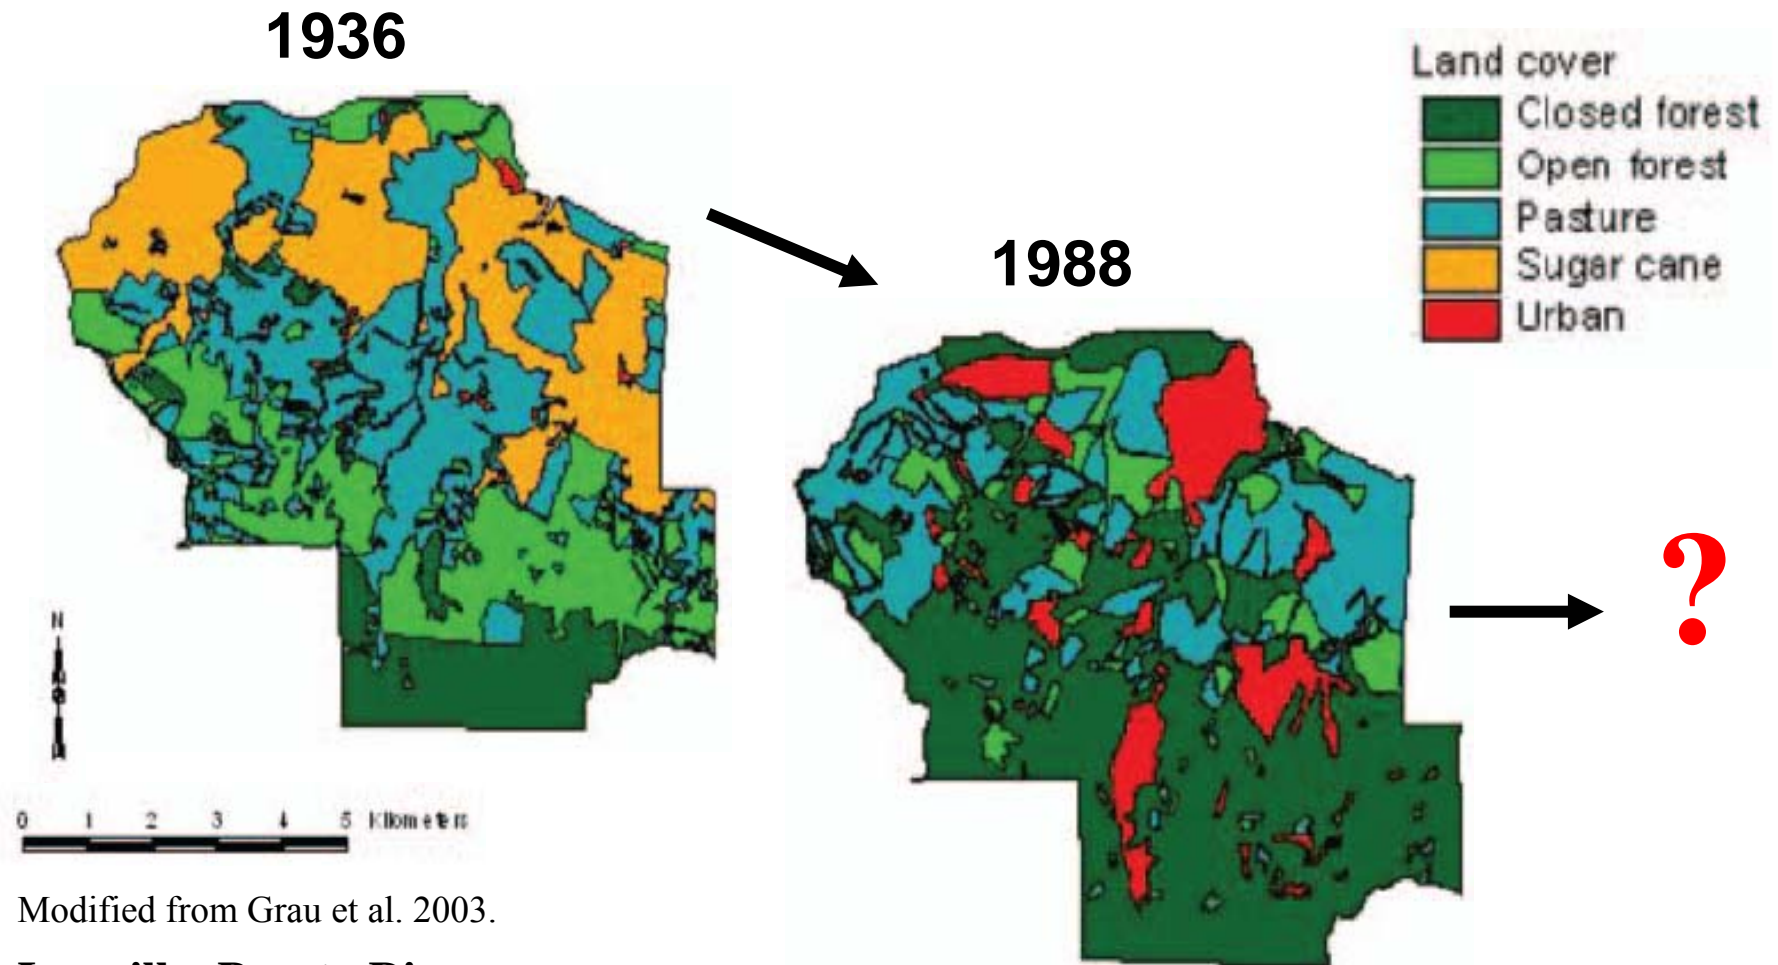 1936
Land cover
Closed forest
Open forest
Pasture
Sugar cane
Urban
1988
?
N
0 1 2 3 4 5 Kilometers
Modified from Grau et al. 2003.